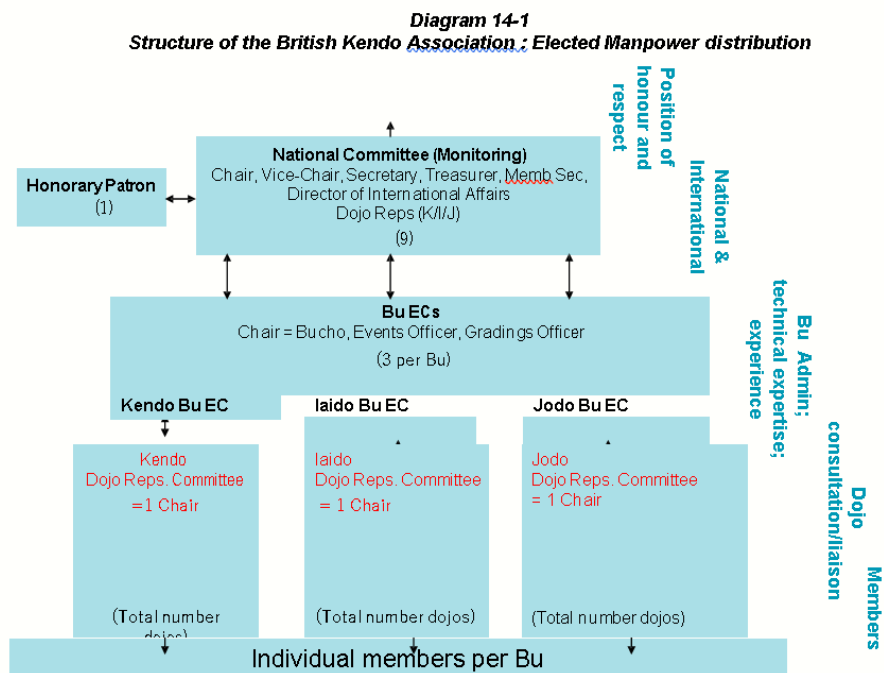 Diagram 14-1
Structure of the British Kendo Association : Elected Manpower distribution
Position of
honour and
respect
National Committee (Monitoring)
Chair, Vice-Chair, Secretary, Treasurer, Memb Sec,
Director of International Affairs
Dojo Reps (K/I/J)
(9)
Honorary Patron
(1)
National &
International
Bu ECs
Chair = Bucho, Events Officer, Gradings Officer
(3 per Bu)
Bu Admin;
technical expertise;
experience
Kendo Bu EC
Iaido Bu EC
Jodo Bu EC
Kendo
Dojo Reps. Committee
=1 Chair
(Total number
dojos)
Iaido
Dojo Reps. Committee
= 1 Chair
(Total number dojos)
Jodo
Dojo Reps. Committee
= 1 Chair
(Total number dojos)
Dojo
consultation/liaison
Members
Individual members per Bu